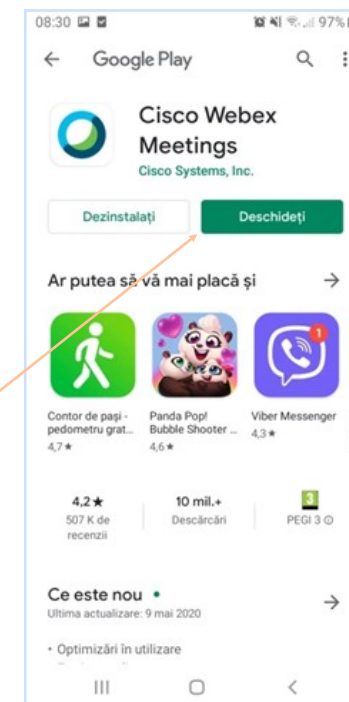 08:30 97%
Google Play
Cisco Webex
Meetings
Cisco Systems, Inc.
Dezinstalați Deschideți
Ar putea să vă mai placă și
Contor de pași -
pedometru grat...
4,7★
Panda Pop!
Bubble Shooter ...
4,6★
1
Viber Messenger
4,3★
4,2★
507 K de
recenzii
10 mil.+
Descărcări
3
PEGI 3
Ce este nou
Ultima actualizare: 9 mai 2020
• Optimizări în utilizare